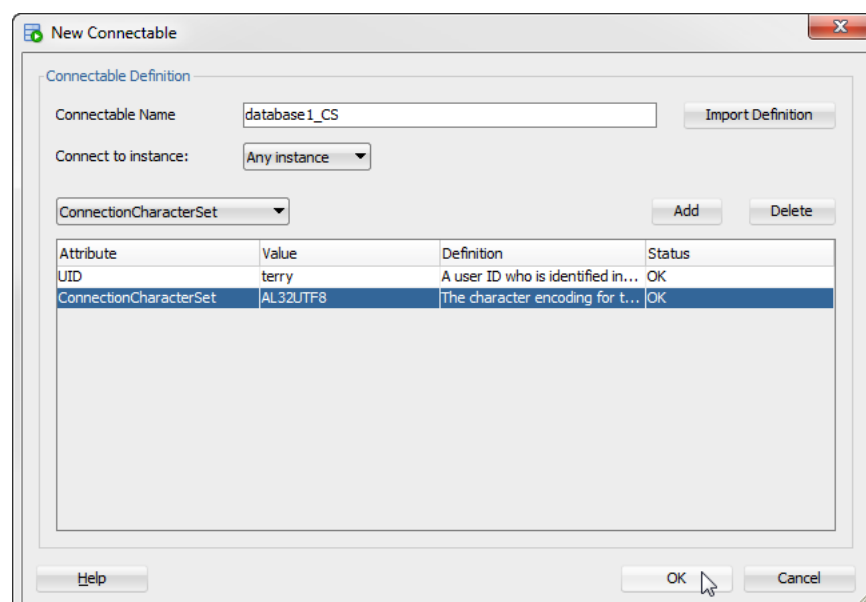 New Connectable
Connectable Definition
Connectable Name database1_CS Import Definition
Connect to instance: Any instance
ConnectionCharacterSet Add Delete
Attribute Value Definition Status
UID terry A user ID who is identified in... OK
ConnectionCharacterSet AL32UTF8 The character encoding for t... OK
Help OK Cancel